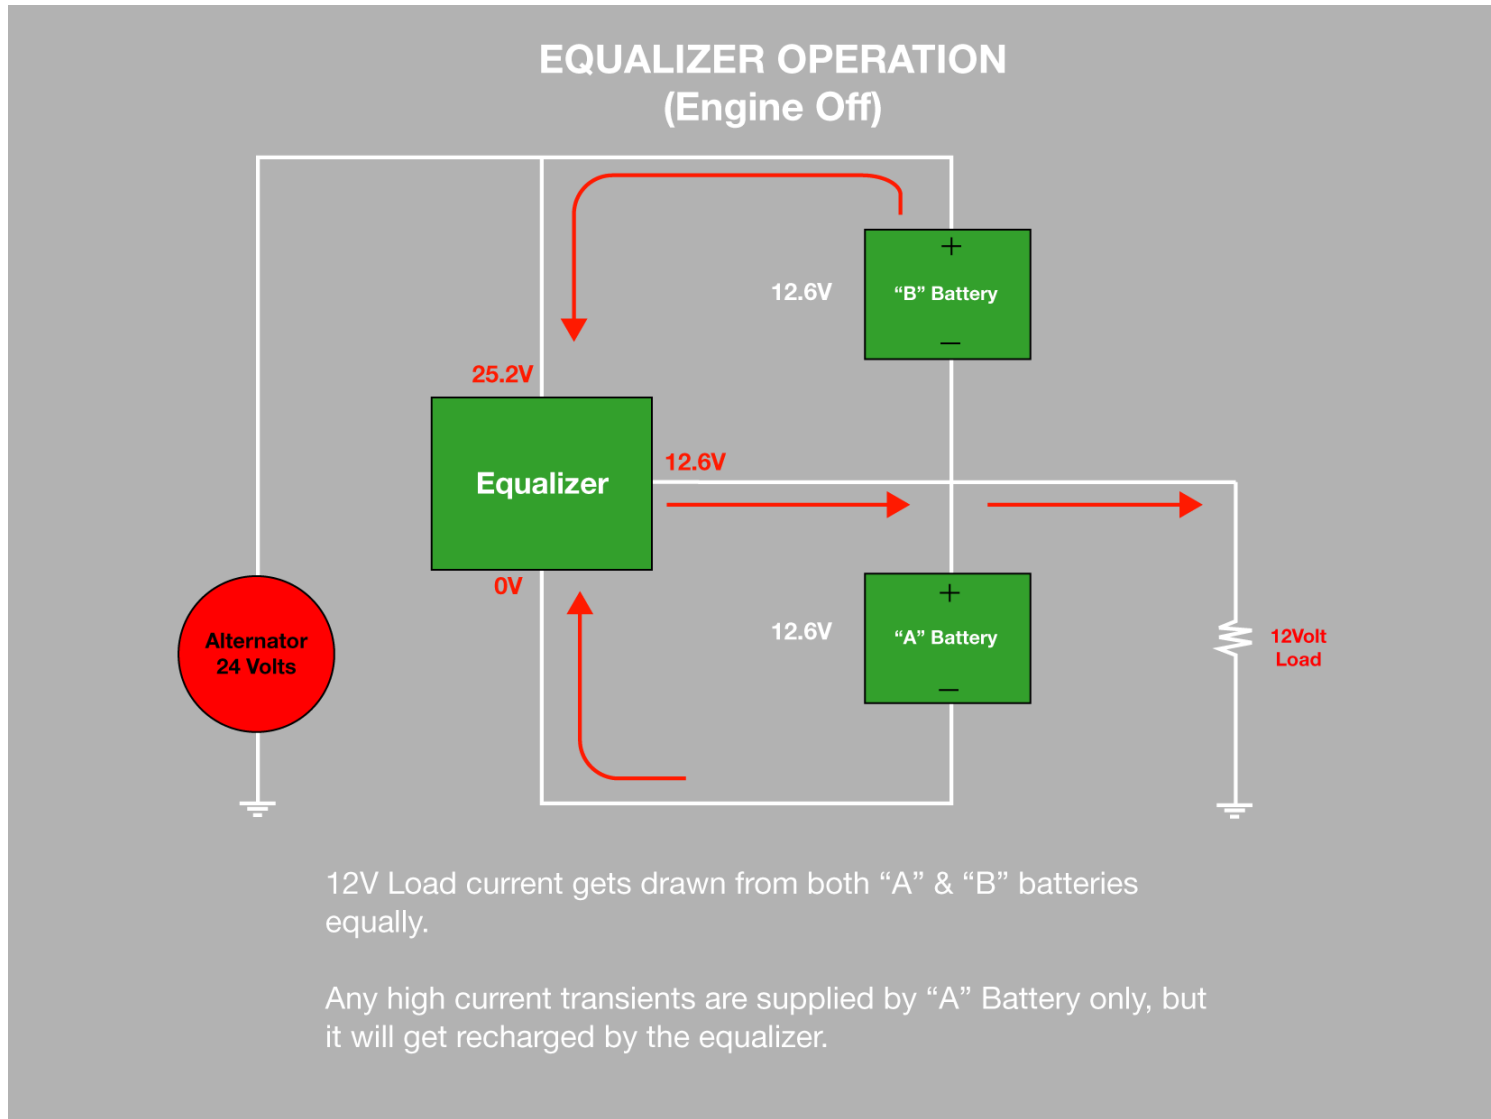 EQUALIZER OPERATION
(Engine Off)
12.6V
+
“B” Battery
—
25.2V
Equalizer
12.6V
0V
Alternator
24 Volts
12.6V
+
“A” Battery
—
12Volt
Load
12V Load current gets drawn from both “A” & “B” batteries
equally.
Any high current transients are supplied by “A” Battery only, but
it will get recharged by the equalizer.